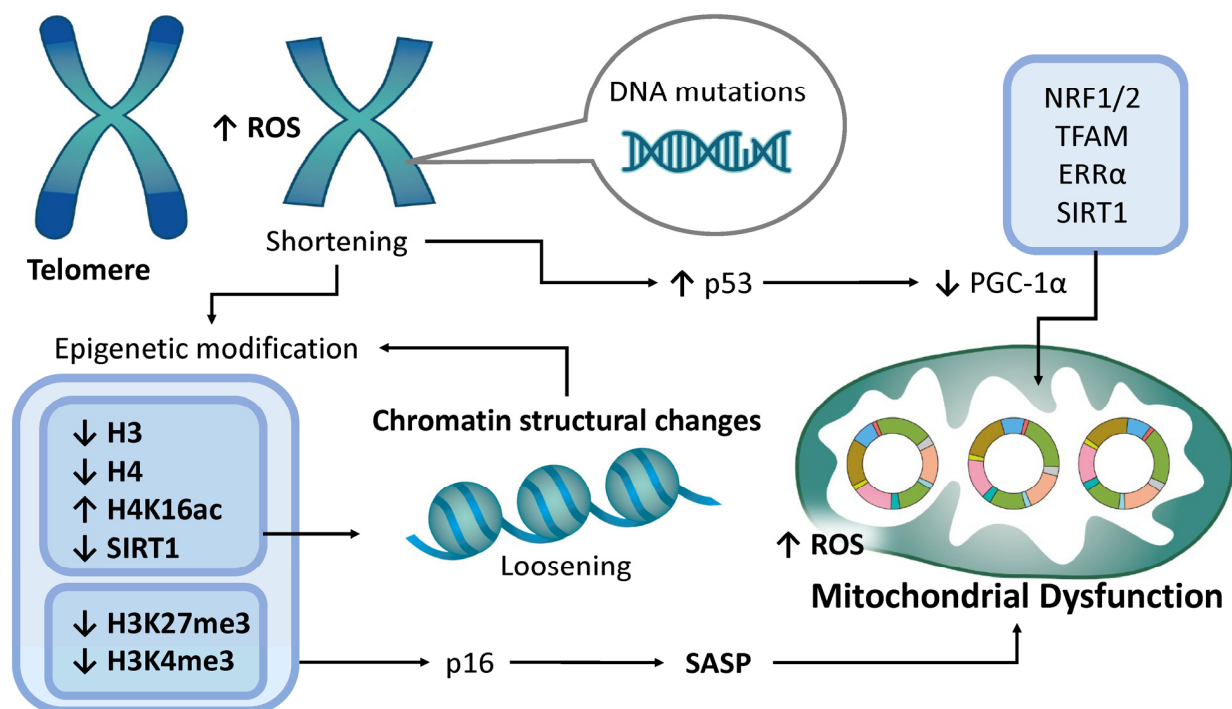 Telomere
↑ ROS
DNA mutations
Shortening
↑ p53
↓ PGC-1α
NRF1/2
TFAM
ERRα
SIRT1
Epigenetic modification
↓ H3
↓ H4
↑ H4K16ac
↓ SIRT1
↓ H3K27me3
↓ H3K4me3
Chromatin structural changes
Loosening
p16
SASP
↑ ROS
Mitochondrial Dysfunction